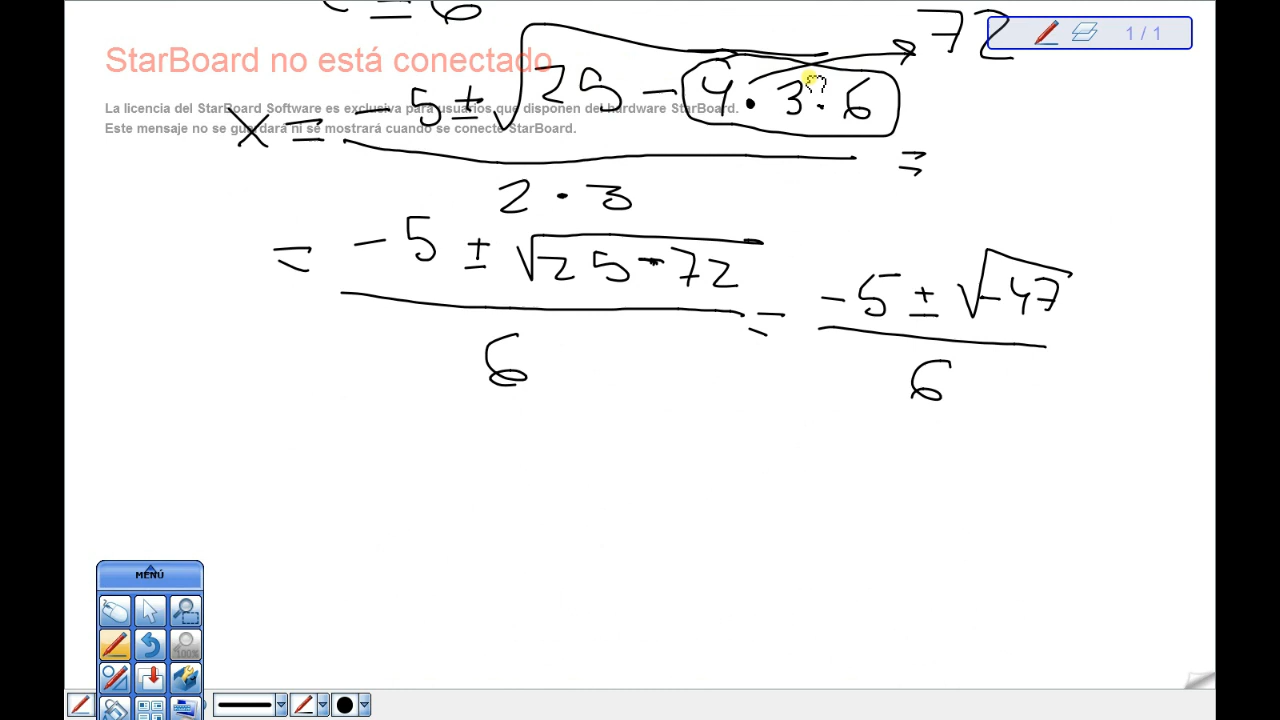 c = 6
72
1 / 1
StarBoard no está conectado
La licencia del StarBoard Software es exclusiva para usuarios que disponen del hardware StarBoard.
Este mensaje no se guardará ni se mostrará cuando se conecte StarBoard.
x = -5 ± √25 - 4 · 3 · 6 =
2 · 3
= -5 ± √25 - 72 = -5 ± √-47
6 6
MENÚ
100%